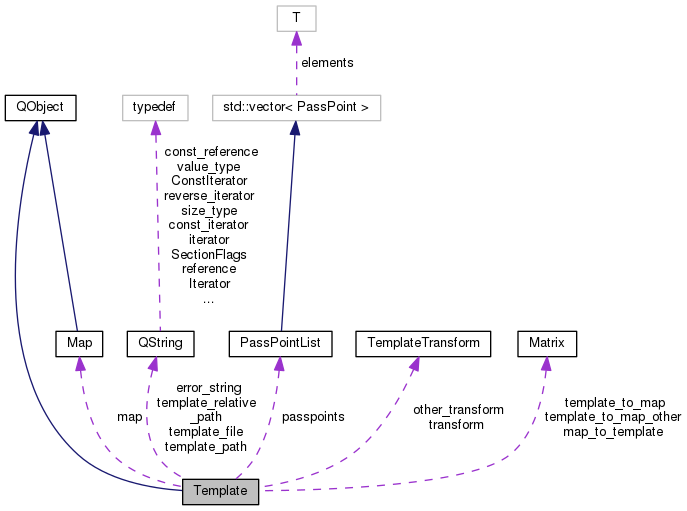 T
elements
QObject
typedef
std::vector< PassPoint >
const_reference
value_type
ConstIterator
reverse_iterator
size_type
const_iterator
iterator
SectionFlags
reference
Iterator
...
Map
QString
PassPointList
TemplateTransform
Matrix
map
error_string
template_relative
_path
template_file
template_path
passpoints
other_transform
transform
template_to_map
template_to_map_other
map_to_template
Template